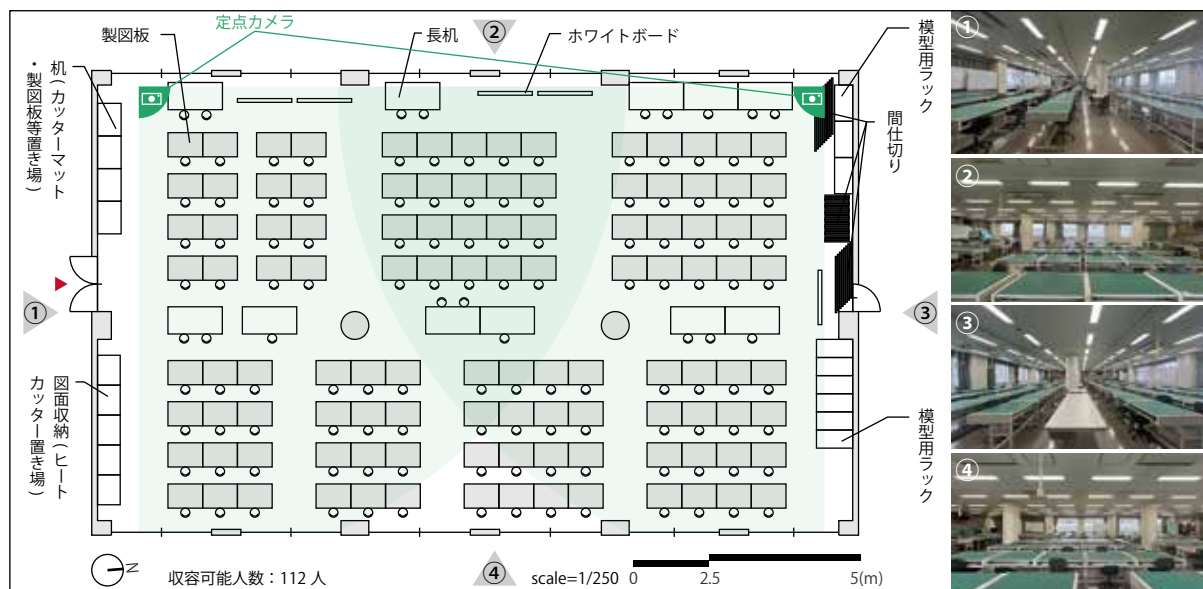 定点カメラ
製図板
長机
②
ホワイトボード
机(カッターマット
・製図板等置き場)
模型用ラック
間仕切り
①
③
図面収納(ヒート
カッター置き場)
模型用ラック
N
収容可能人数：112 人
④
scale=1/250
0
2.5
5(m)
①
②
③
④